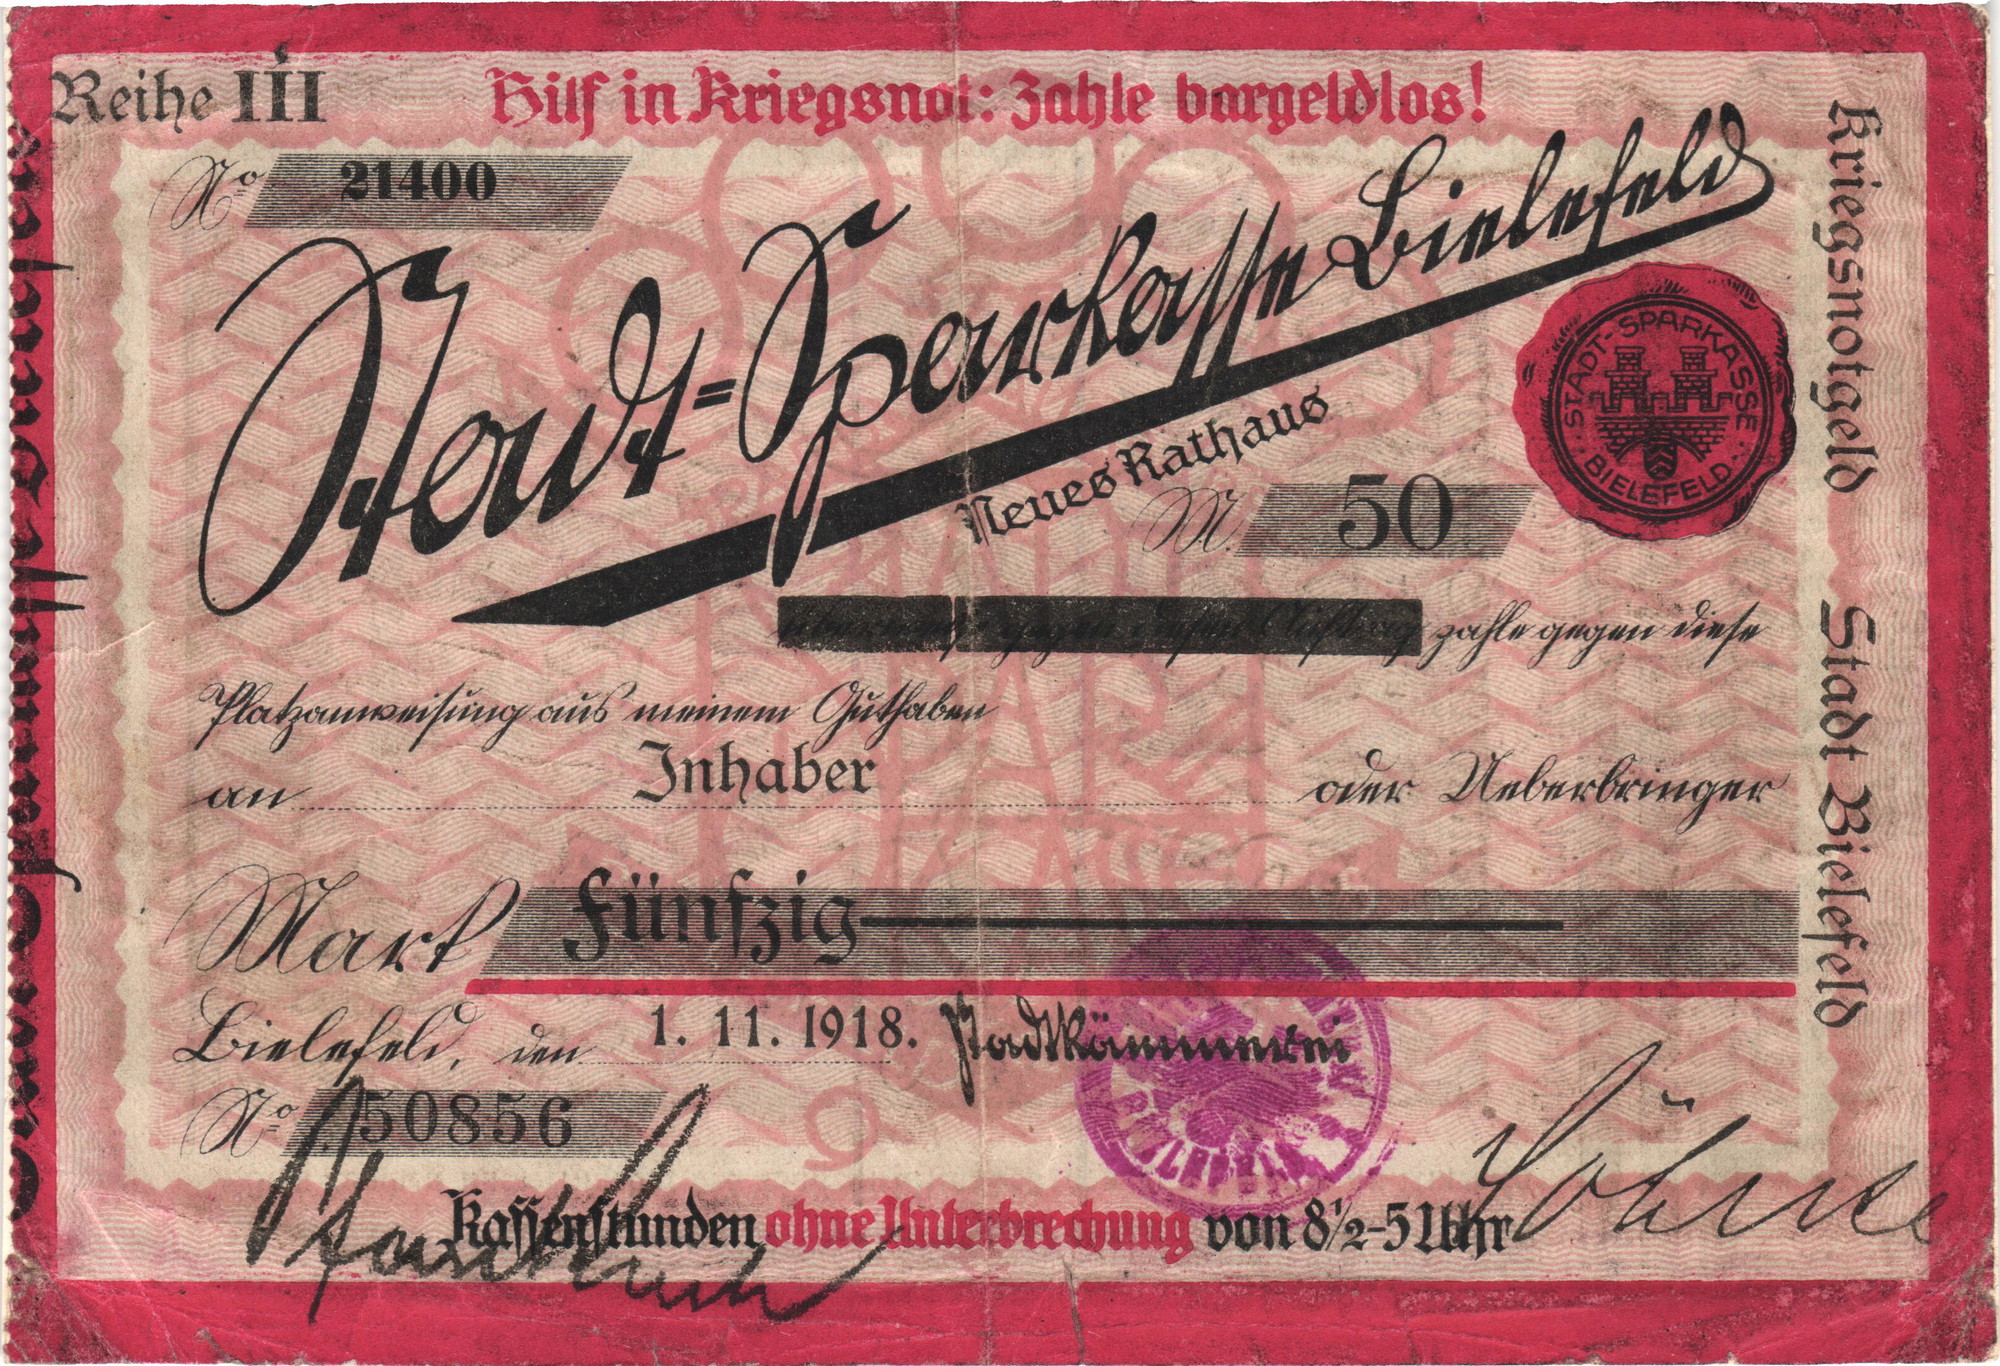 Reihe III
Hilf in Kriegsnot: Zahle bargeldlos!
No 21400
Stadt=Sparkasse Bielefeld
Neues Rathaus
STADT-SPARKASSE
BIELEFELD
M. 50
zahle gegen diese
Platzanweisung aus meinem Guthaben
an Inhaber oder Ueberbringer
Mark Fünfzig
Bielefeld, den 1. 11. 1918. Stadtkämmerei
No 50856
BIELEFELD
Kassenstunden ohne Unterbrechung von 8½-5 Uhr
Kriegsnotgeld Stadt Bielefeld